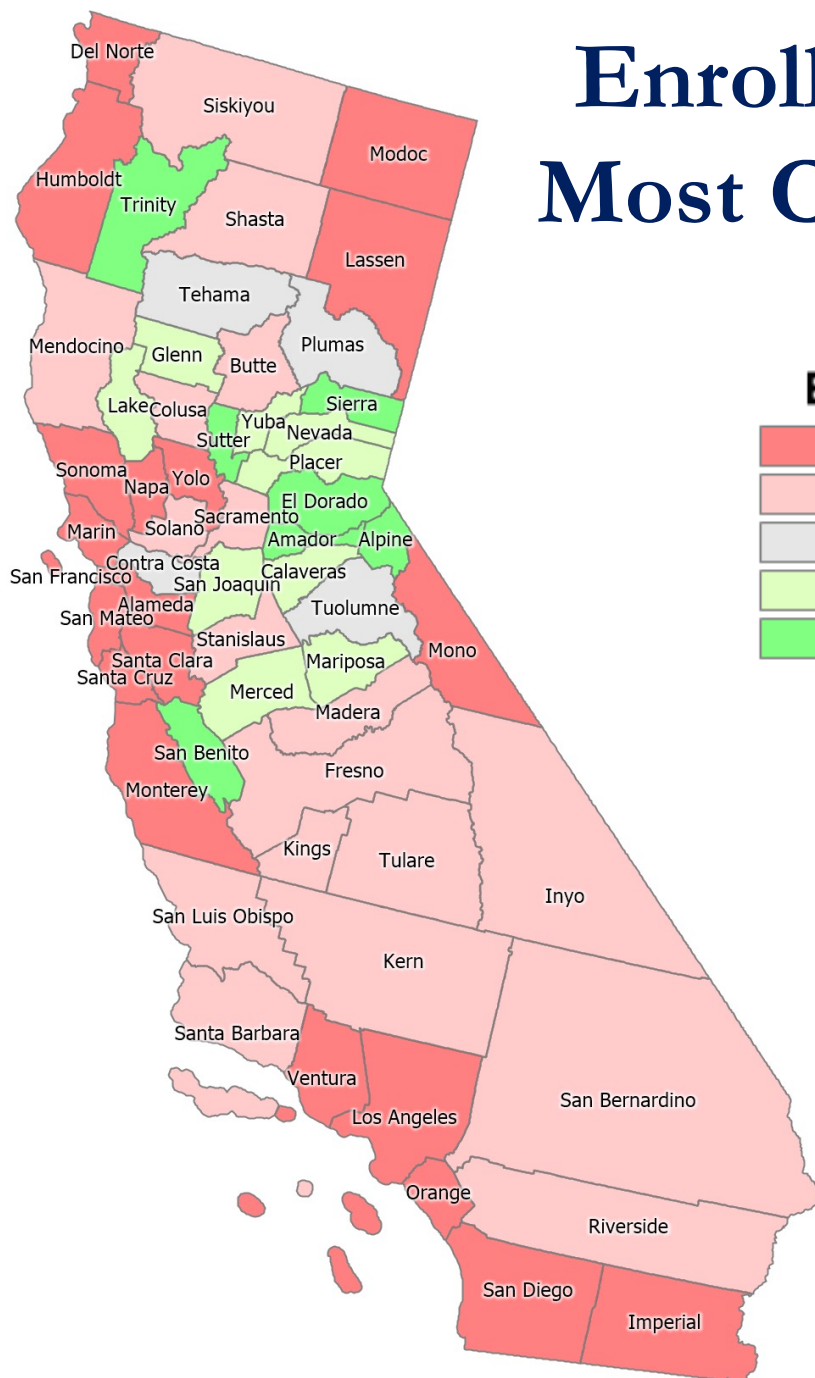 Enroll
Most C
Del Norte
Siskiyou
Modoc
Humboldt
Trinity
Shasta
Lassen
Tehama
Plumas
Mendocino
Glenn
Butte
Lake
Colusa
Sierra
Yuba
Nevada
Sutter
Placer
Sonoma
Napa
Yolo
El Dorado
Sacramento
Solano
Marin
Amador
Alpine
Contra Costa
San Francisco
San Joaquin
Calaveras
Alameda
San Mateo
Tuolumne
Stanislaus
Mono
Santa Clara
Santa Cruz
Mariposa
Merced
Madera
San Benito
Fresno
Monterey
Kings
Tulare
Inyo
San Luis Obispo
Kern
Santa Barbara
Ventura
Los Angeles
San Bernardino
Orange
Riverside
San Diego
Imperial